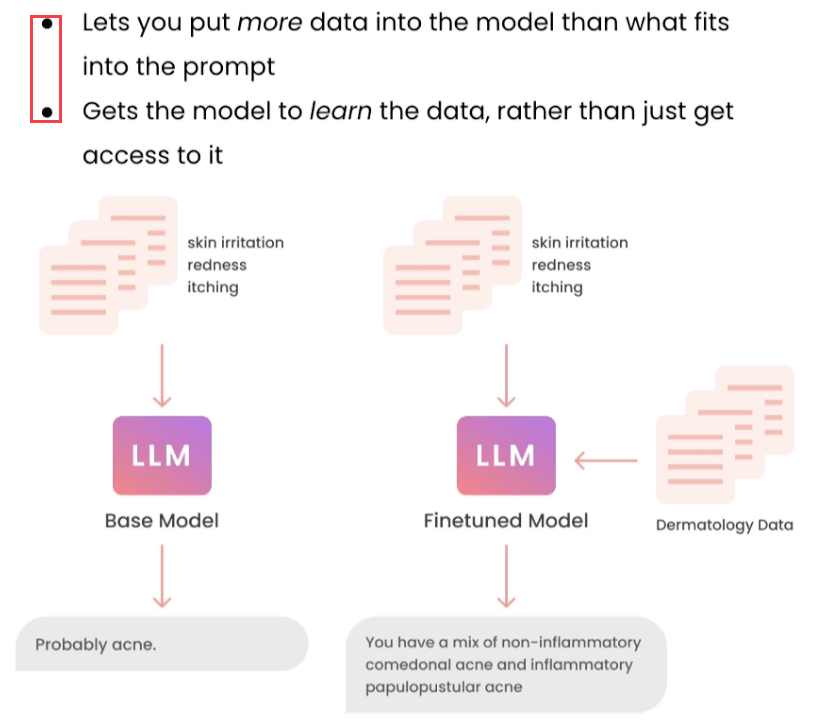 • Lets you put more data into the model than what fits
into the prompt
• Gets the model to learn the data, rather than just get
access to it
skin irritation
redness
itching
LLM
Base Model
Probably acne.
skin irritation
redness
itching
LLM
Finetuned Model
Dermatology Data
You have a mix of non-inflammatory
comedonal acne and inflammatory
papulopustular acne